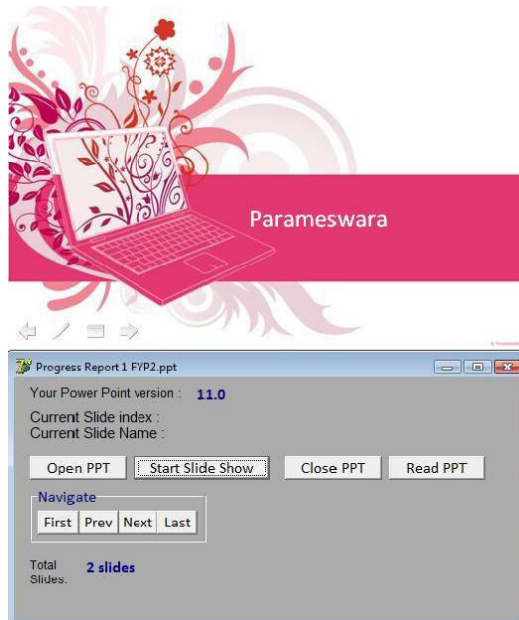 Parameswara
Progress Report 1 FYP2.ppt
Your Power Point version : 11.0
Current Slide index :
Current Slide Name :
Open PPT Start Slide Show Close PPT Read PPT
Navigate
First Prev Next Last
Total Slides. 2 slides